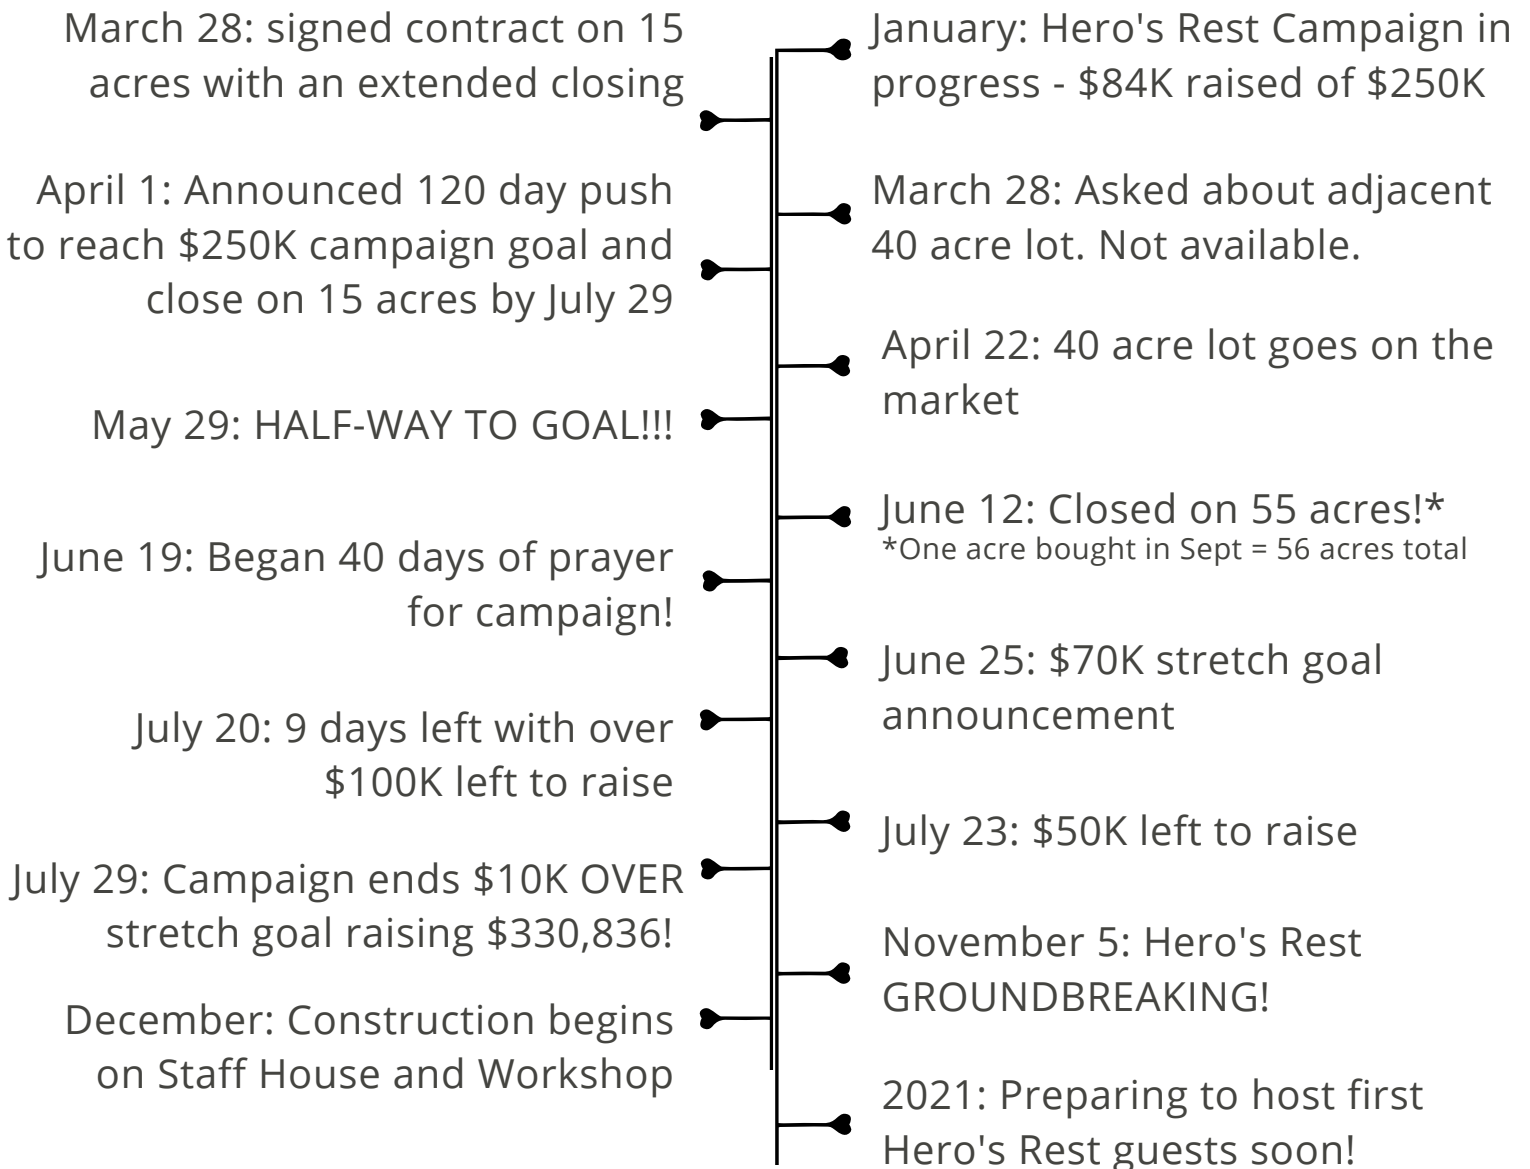 January: Hero's Rest Campaign in
progress - $84K raised of $250K
March 28: signed contract on 15
acres with an extended closing
March 28: Asked about adjacent
40 acre lot. Not available.
April 1: Announced 120 day push
to reach $250K campaign goal and
close on 15 acres by July 29
April 22: 40 acre lot goes on the
market
May 29: HALF-WAY TO GOAL!!!
June 12: Closed on 55 acres!*
*One acre bought in Sept = 56 acres total
June 19: Began 40 days of prayer
for campaign!
June 25: $70K stretch goal
announcement
July 20: 9 days left with over
$100K left to raise
July 23: $50K left to raise
July 29: Campaign ends $10K OVER
stretch goal raising $330,836!
November 5: Hero's Rest
GROUNDBREAKING!
December: Construction begins
on Staff House and Workshop
2021: Preparing to host first
Hero's Rest guests soon!